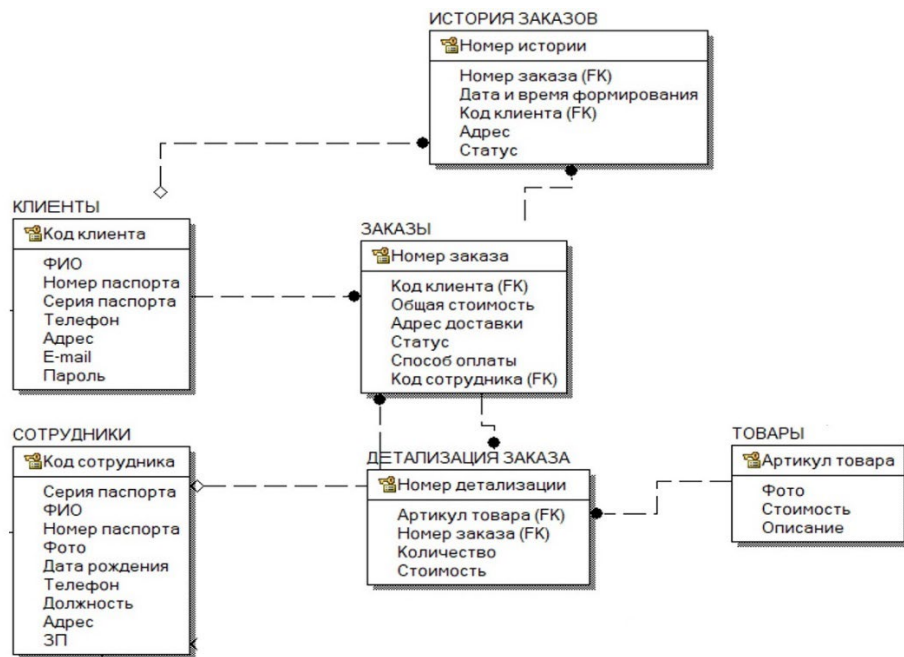 ИСТОРИЯ ЗАКАЗОВ
Номер истории
Номер заказа (FK)
Дата и время формирования
Код клиента (FK)
Адрес
Статус
КЛИЕНТЫ
Код клиента
ФИО
Номер паспорта
Серия паспорта
Телефон
Адрес
E-mail
Пароль
ЗАКАЗЫ
Номер заказа
Код клиента (FK)
Общая стоимость
Адрес доставки
Статус
Способ оплаты
Код сотрудника (FK)
СОТРУДНИКИ
Код сотрудника
Серия паспорта
ФИО
Номер паспорта
Фото
Дата рождения
Телефон
Должность
Адрес
ЗП
ДЕТАЛИЗАЦИЯ ЗАКАЗА
Номер детализации
Артикул товара (FK)
Номер заказа (FK)
Количество
Стоимость
ТОВАРЫ
Артикул товара
Фото
Стоимость
Описание